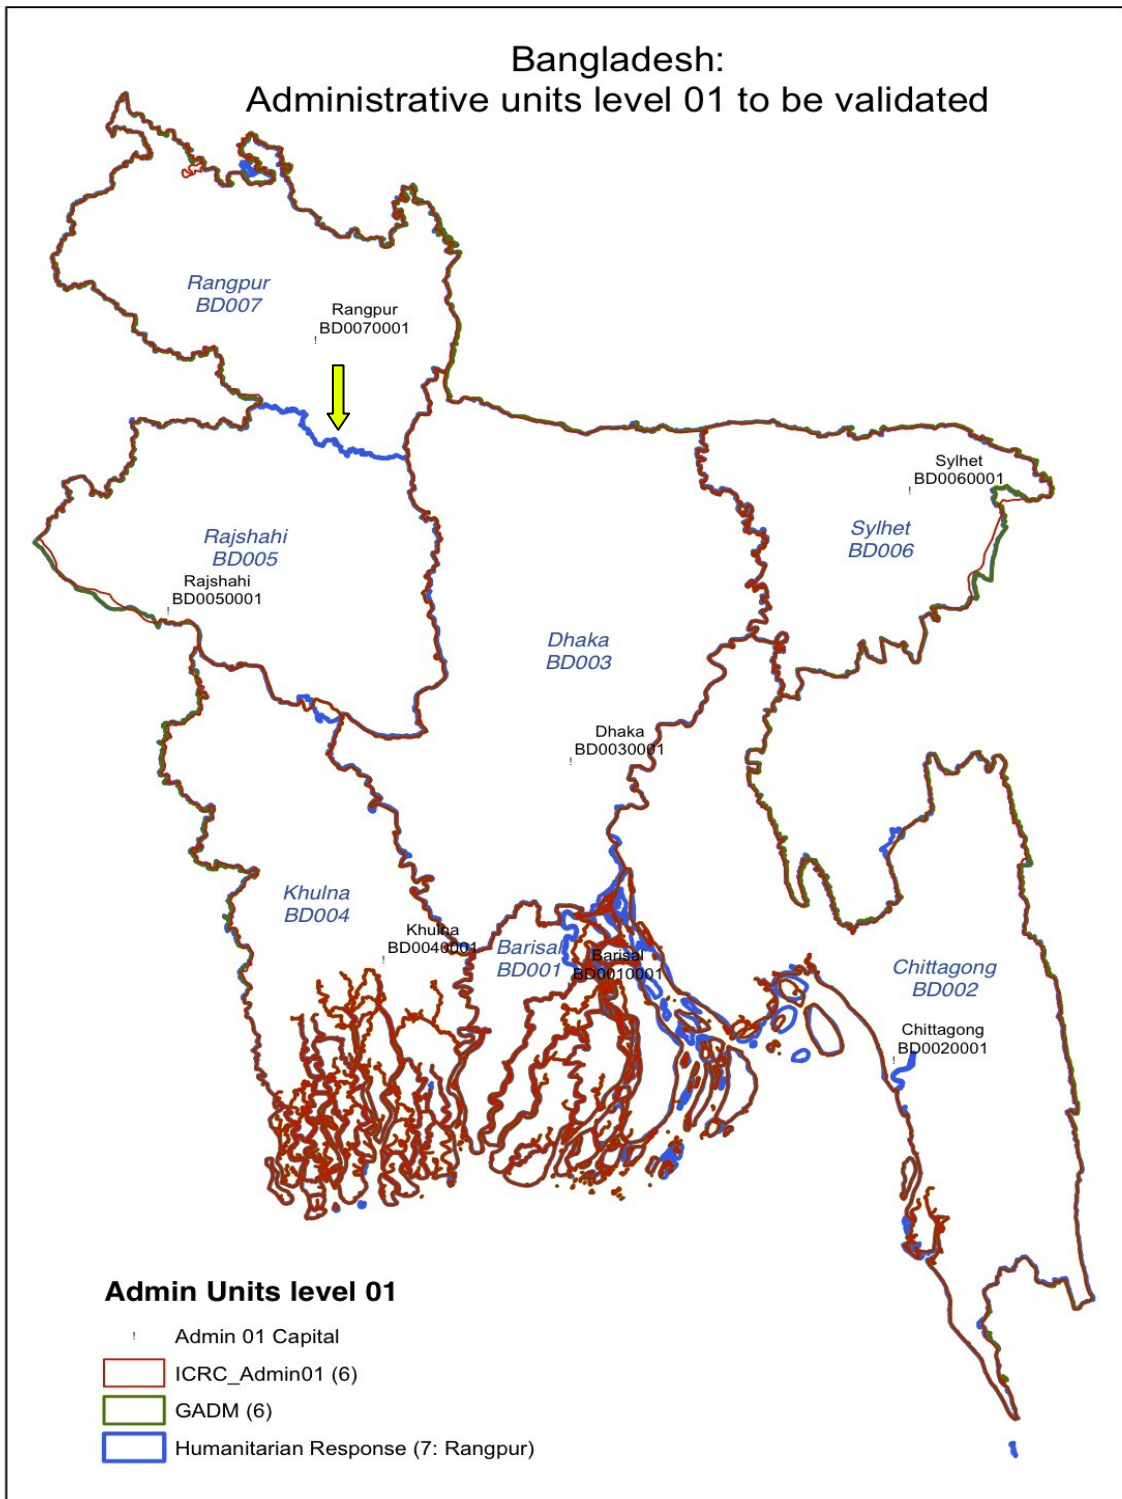 Bangladesh:
Administrative units level 01 to be validated
Rangpur
BD007
Rangpur
BD0070001
!
Sylhet
BD0060001
!
Sylhet
BD006
Rajshahi
BD005
Rajshahi
BD0050001
!
Dhaka
BD003
Dhaka
BD0030001
!
Khulna
BD004
Khulna
BD0040001
!
Barisal
BD001
Barisal
BD0010001
Chittagong
BD002
Chittagong
BD0020001
!
Admin Units level 01
! Admin 01 Capital
ICRC_Admin01 (6)
GADM (6)
Humanitarian Response (7: Rangpur)